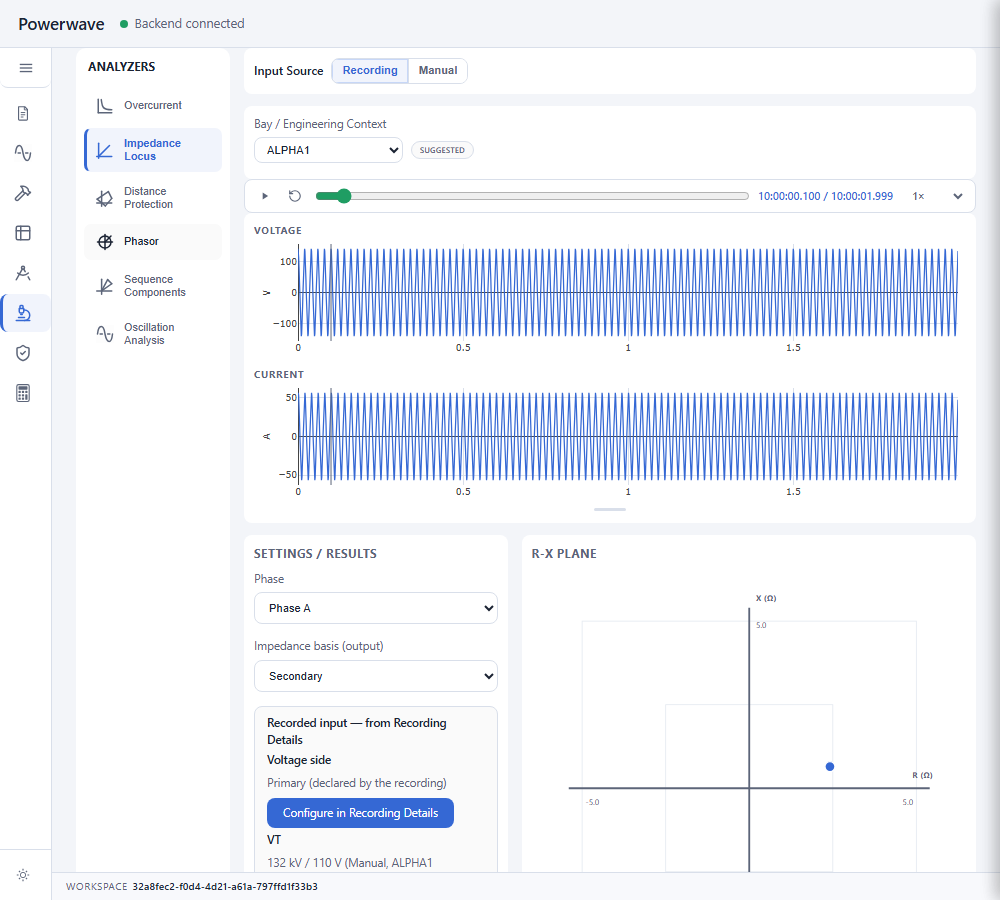 Powerwave
Backend connected
ANALYZERS
Overcurrent
Impedance
Locus
Distance
Protection
Phasor
Sequence
Components
Oscillation
Analysis
Input Source
Recording
Manual
Bay / Engineering Context
ALPHA1
SUGGESTED
10:00:00.100 / 10:00:01.999
1×
VOLTAGE
100
0
−100
V
0
0.5
1
1.5
CURRENT
50
0
−50
A
0
0.5
1
1.5
SETTINGS / RESULTS
Phase
Phase A
Impedance basis (output)
Secondary
Recorded input — from Recording
Details
Voltage side
Primary (declared by the recording)
Configure in Recording Details
VT
132 kV / 110 V (Manual, ALPHA1
R-X PLANE
X (Ω)
5.0
R (Ω)
-5.0
5.0
WORKSPACE 32a8fec2-f0d4-4d21-a61a-797ffd1f33b3